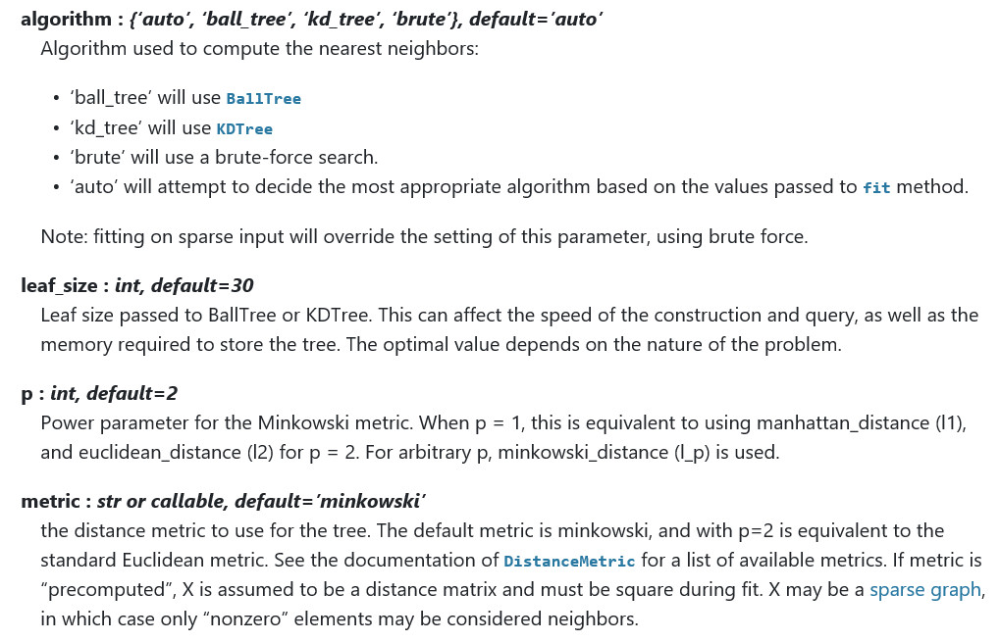 algorithm : {‘auto’, ‘ball_tree’, ‘kd_tree’, ‘brute’}, default=’auto’
Algorithm used to compute the nearest neighbors:
• ‘ball_tree’ will use BallTree
• ‘kd_tree’ will use KDTree
• ‘brute’ will use a brute-force search.
• ‘auto’ will attempt to decide the most appropriate algorithm based on the values passed to fit method.
Note: fitting on sparse input will override the setting of this parameter, using brute force.
leaf_size : int, default=30
Leaf size passed to BallTree or KDTree. This can affect the speed of the construction and query, as well as the
memory required to store the tree. The optimal value depends on the nature of the problem.
p : int, default=2
Power parameter for the Minkowski metric. When p = 1, this is equivalent to using manhattan_distance (l1),
and euclidean_distance (l2) for p = 2. For arbitrary p, minkowski_distance (l_p) is used.
metric : str or callable, default=’minkowski’
the distance metric to use for the tree. The default metric is minkowski, and with p=2 is equivalent to the
standard Euclidean metric. See the documentation of DistanceMetric for a list of available metrics. If metric is
“precomputed”, X is assumed to be a distance matrix and must be square during fit. X may be a sparse graph,
in which case only “nonzero” elements may be considered neighbors.